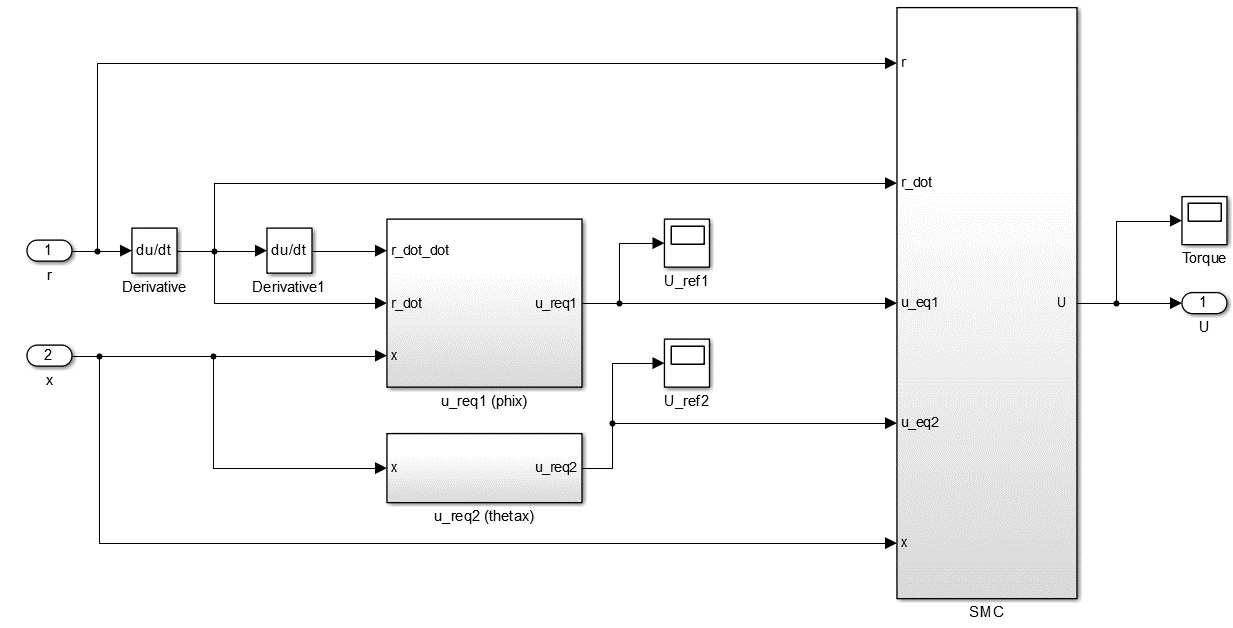 r
r_dot
1
du/dt
du/dt
r_dot_dot
r
Derivative
Derivative1
U_ref1
Torque
r_dot
u_req1
u_eq1
U
1
U
2
x
x
u_req1 (phix)
U_ref2
u_eq2
x
u_req2
u_req2 (thetax)
x
SMC